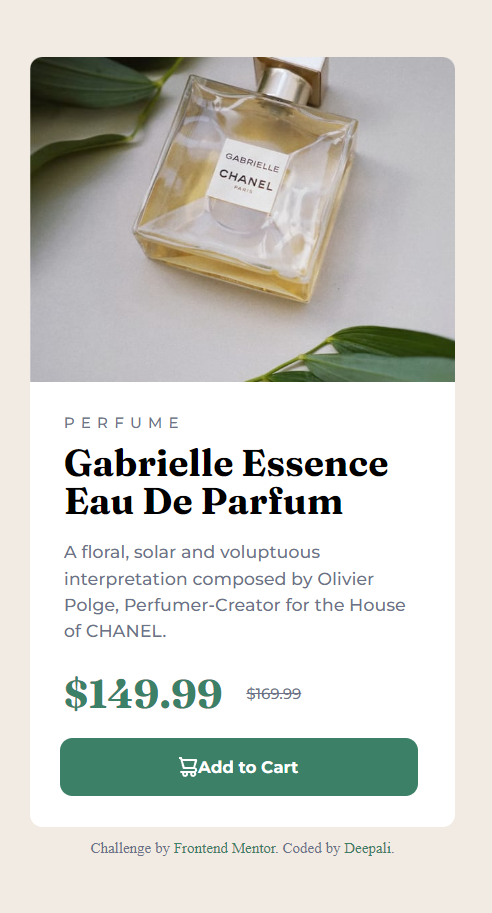 GABRIELLE
CHANEL
PARIS
PERFUME
Gabrielle Essence
Eau De Parfum
A floral, solar and voluptuous
interpretation composed by Olivier
Polge, Perfumer-Creator for the House
of CHANEL.
$149.99 $169.99
Add to Cart
Challenge by Frontend Mentor. Coded by Deepali.